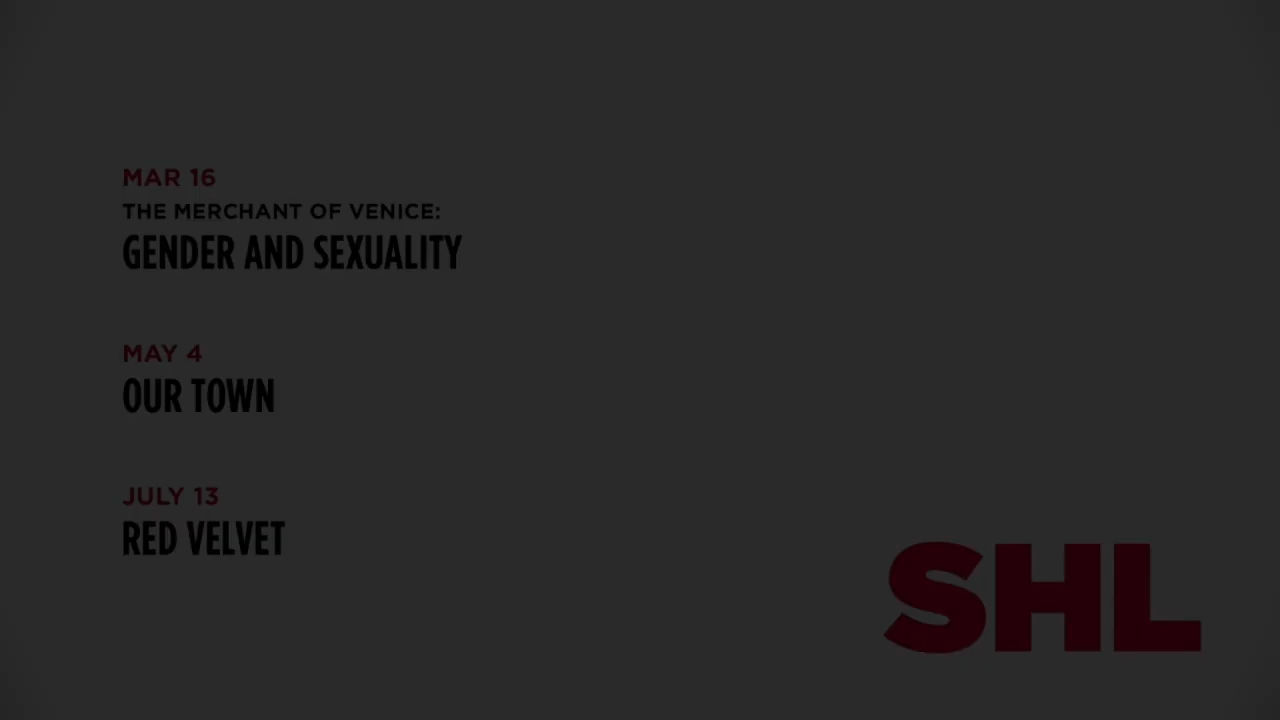 MAR 16
THE MERCHANT OF VENICE:
GENDER AND SEXUALITY
MAY 4
OUR TOWN
JULY 13
RED VELVET
SHL